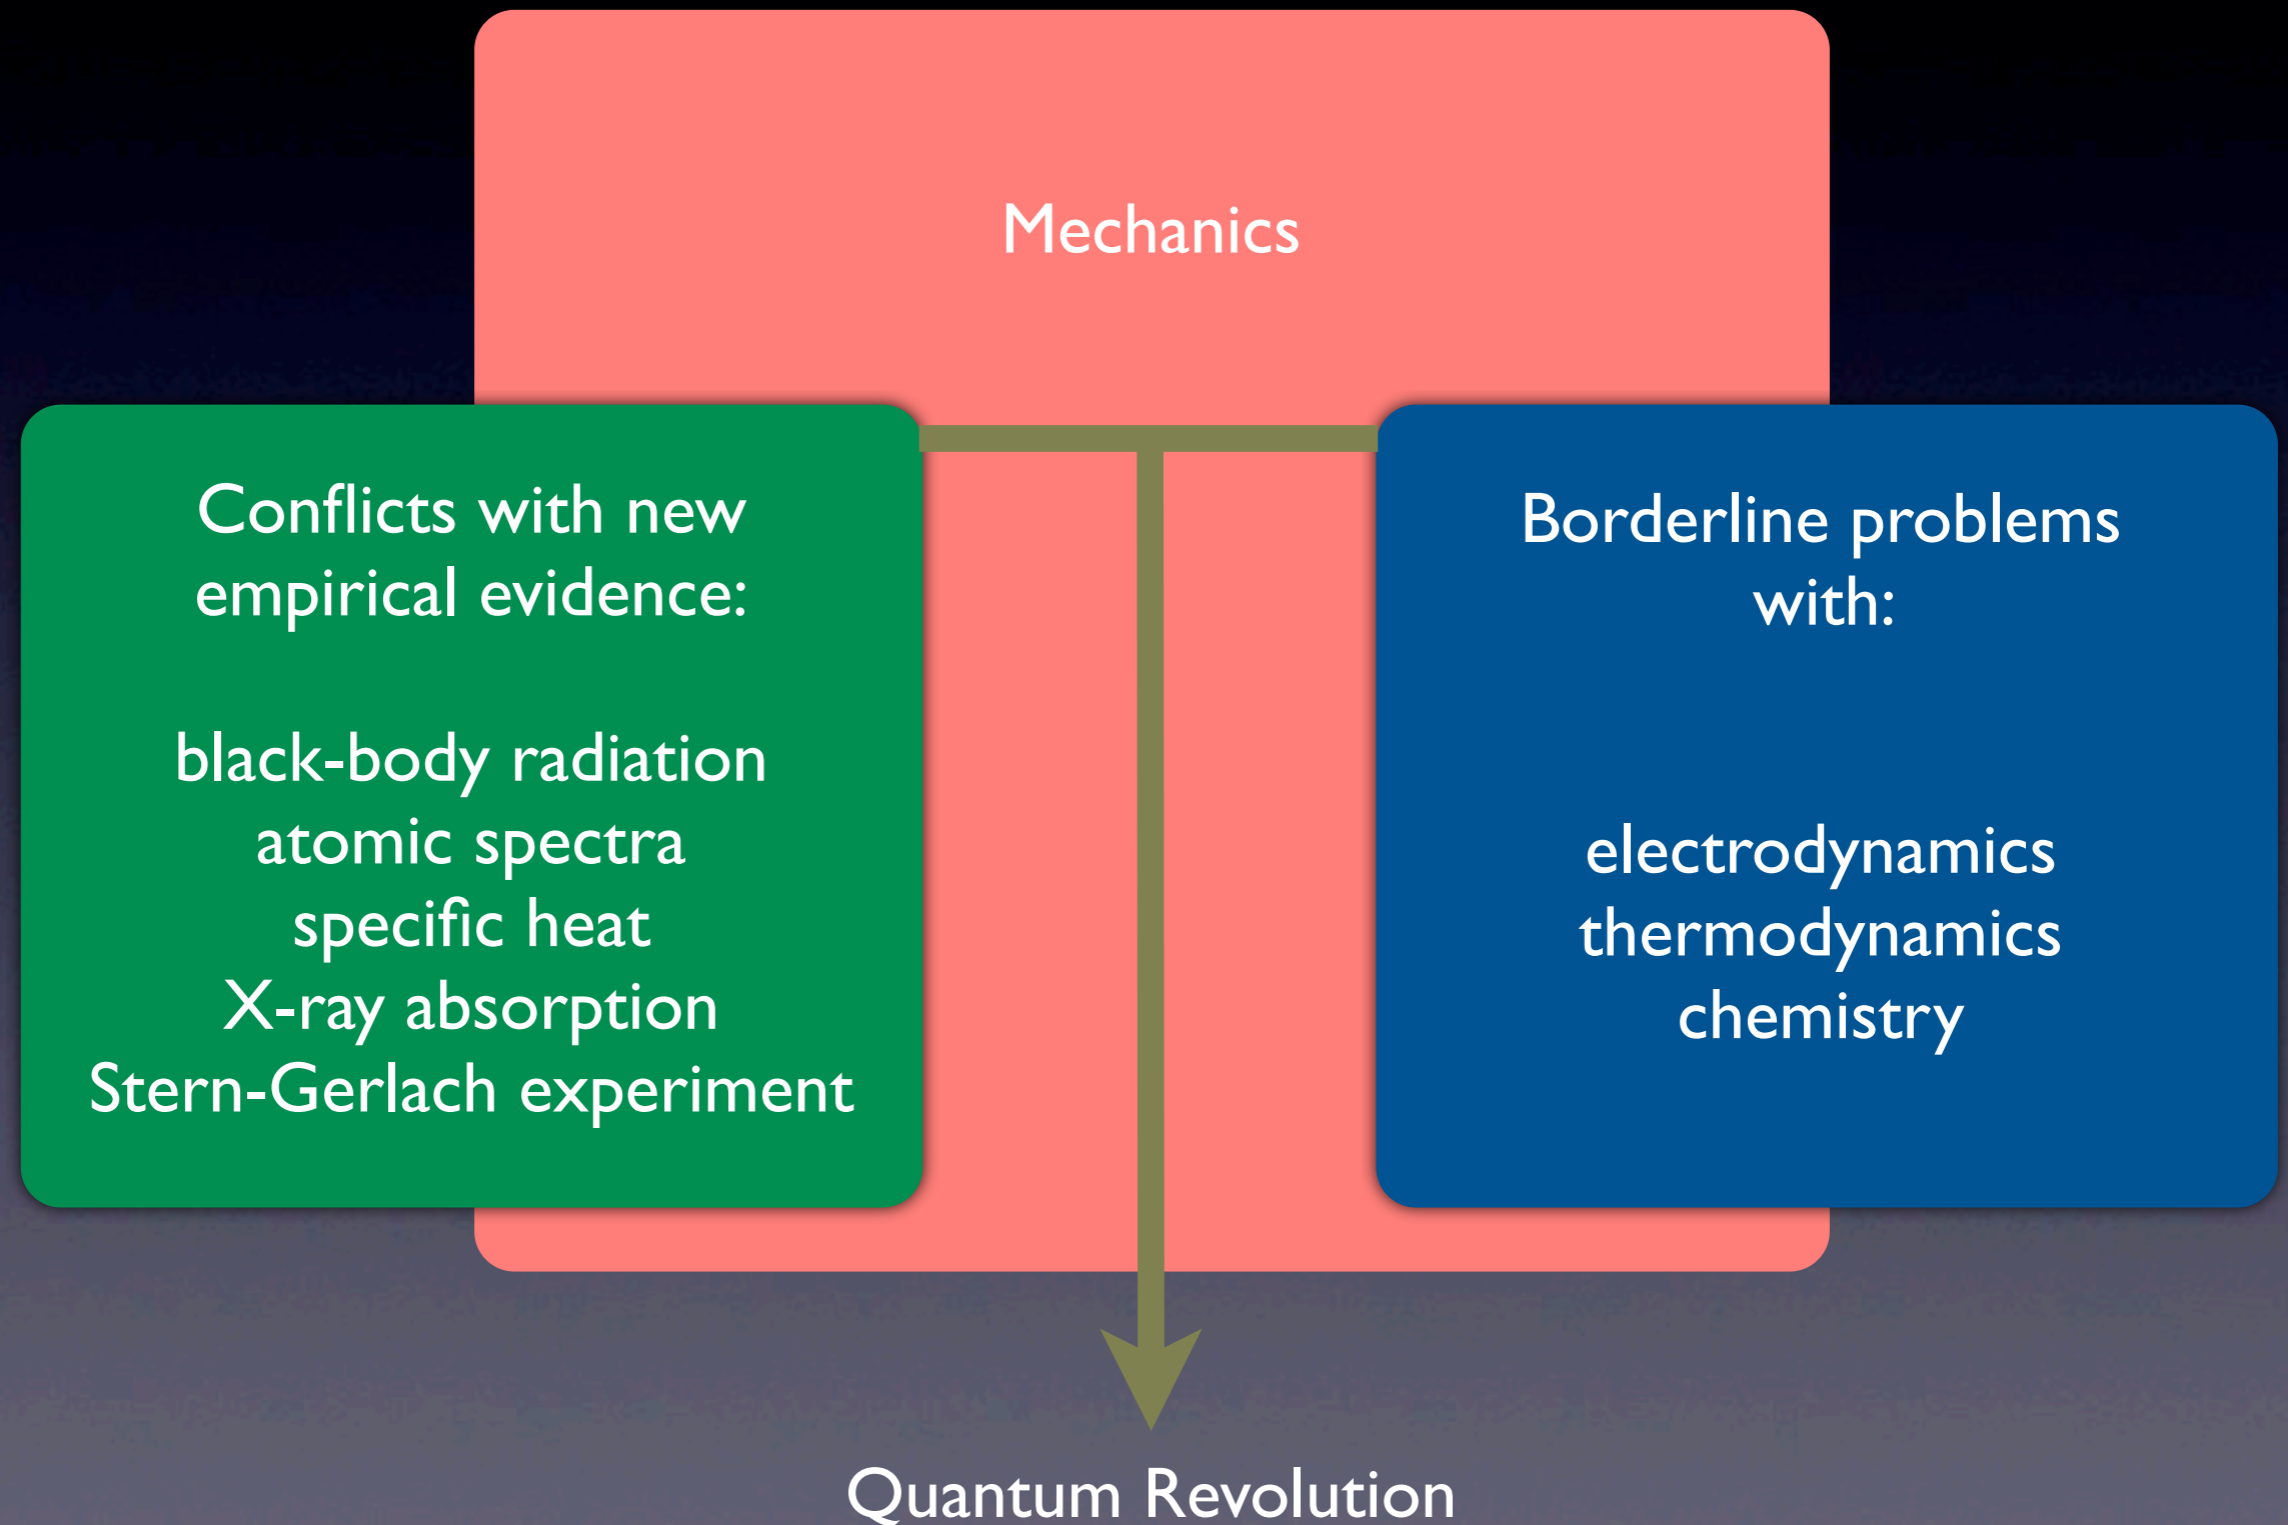 Mechanics
Conflicts with new
empirical evidence:
black-body radiation
atomic spectra
specific heat
X-ray absorption
Stern-Gerlach experiment
Borderline problems
with:
electrodynamics
thermodynamics
chemistry
Quantum Revolution